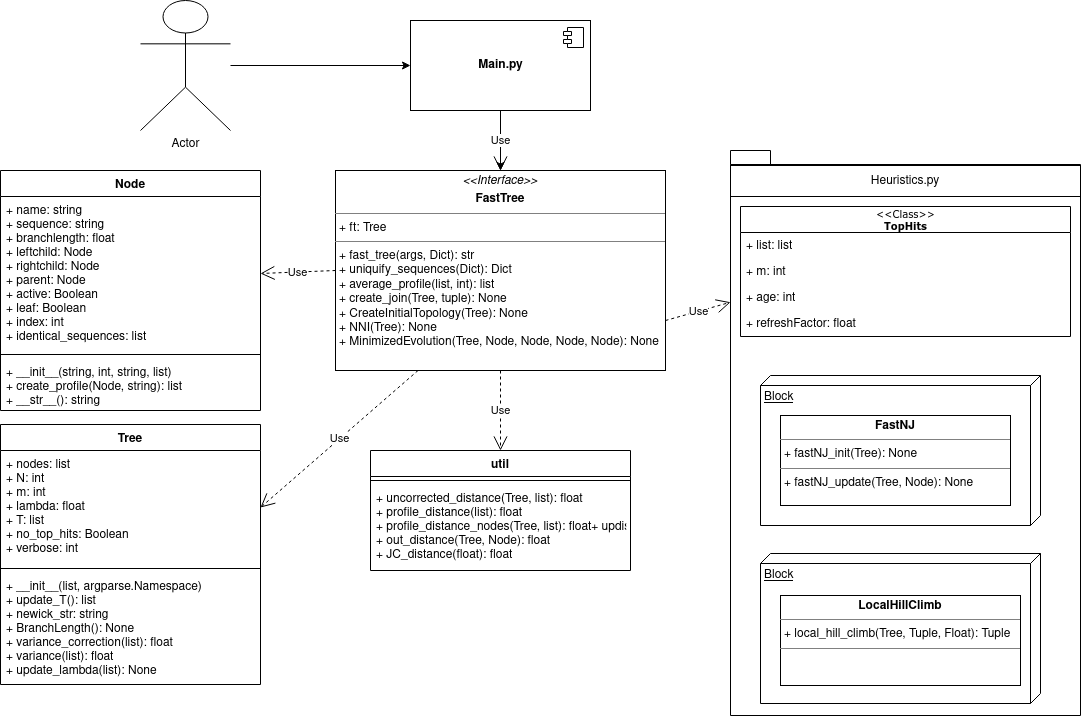 Actor
Main.py
Use
<<Interface>>
FastTree
+ ft: Tree
+ fast_tree(args, Dict): str
+ uniquify_sequences(Dict): Dict
+ average_profile(list, int): list
+ create_join(Tree, tuple): None
+ CreateInitialTopology(Tree): None
+ NNI(Tree): None
+ MinimizedEvolution(Tree, Node, Node, Node, Node): None
Use
Use
Use
Use
Node
+ name: string
+ sequence: string
+ branchlength: float
+ leftchild: Node
+ rightchild: Node
+ parent: Node
+ active: Boolean
+ leaf: Boolean
+ index: int
+ identical_sequences: list
+ __init__(string, int, string, list)
+ create_profile(Node, string): list
+ __str__(): string
Tree
+ nodes: list
+ N: int
+ m: int
+ lambda: float
+ T: list
+ no_top_hits: Boolean
+ verbose: int
+ __init__(list, argparse.Namespace)
+ update_T(): list
+ newick_str: string
+ BranchLength(): None
+ variance_correction(list): float
+ variance(list): float
+ update_lambda(list): None
util
+ uncorrected_distance(Tree, list): float
+ profile_distance(list): float
+ profile_distance_nodes(Tree, list): float+ updis
+ out_distance(Tree, Node): float
+ JC_distance(float): float
Heuristics.py
<<Class>>
TopHits
+ list: list
+ m: int
+ age: int
+ refreshFactor: float
Block
FastNJ
+ fastNJ_init(Tree): None
+ fastNJ_update(Tree, Node): None
Block
LocalHillClimb
+ local_hill_climb(Tree, Tuple, Float): Tuple